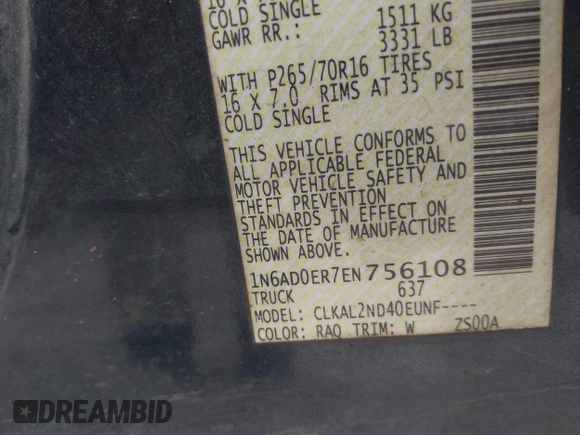 COLD SINGLE 1511 KG
GAWR RR.: 3331 LB
WITH P265/70R16 TIRES
16 X 7.0 RIMS AT 35 PSI
COLD SINGLE
THIS VEHICLE CONFORMS TO
ALL APPLICABLE FEDERAL
MOTOR VEHICLE SAFETY AND
THEFT PREVENTION
STANDARDS IN EFFECT ON
THE DATE OF MANUFACTURE
SHOWN ABOVE.
1N6AD0ER7EN756108
TRUCK 637
MODEL: CLKAL2ND40EUNF----
COLOR: RAQ TRIM: W ZS00A
DREAMBID